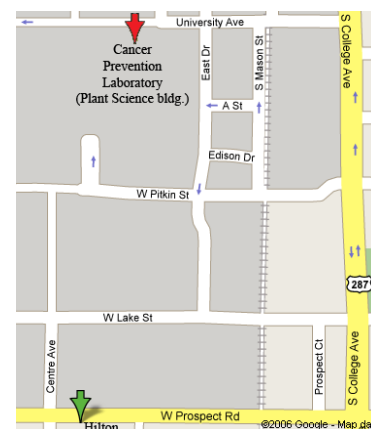 University Ave
Cancer
Prevention
Laboratory
(Plant Science bldg.)
East Dr
S Mason St
S College Ave
A St
Edison Dr
W Pitkin St
287
W Lake St
Centre Ave
Prospect Ct
S College Ave
W Prospect Rd
Hilton
©2006 Google - Map da